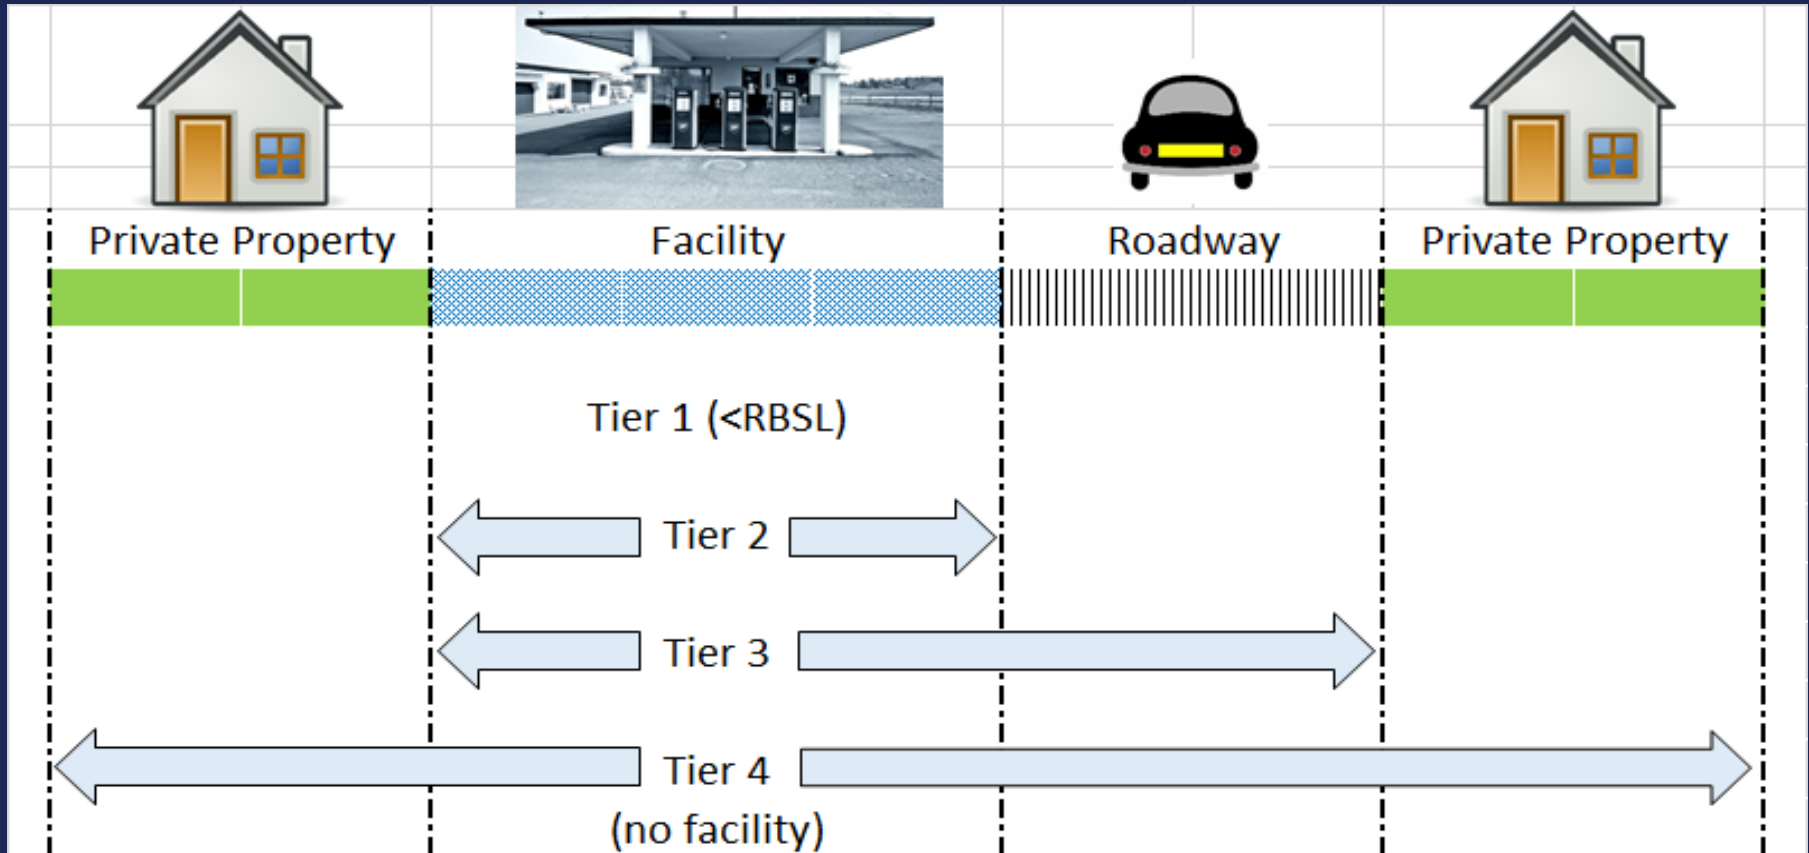 Private Property
Facility
Roadway
Private Property
Tier 1 (<RBSL)
Tier 2
Tier 3
Tier 4
(no facility)